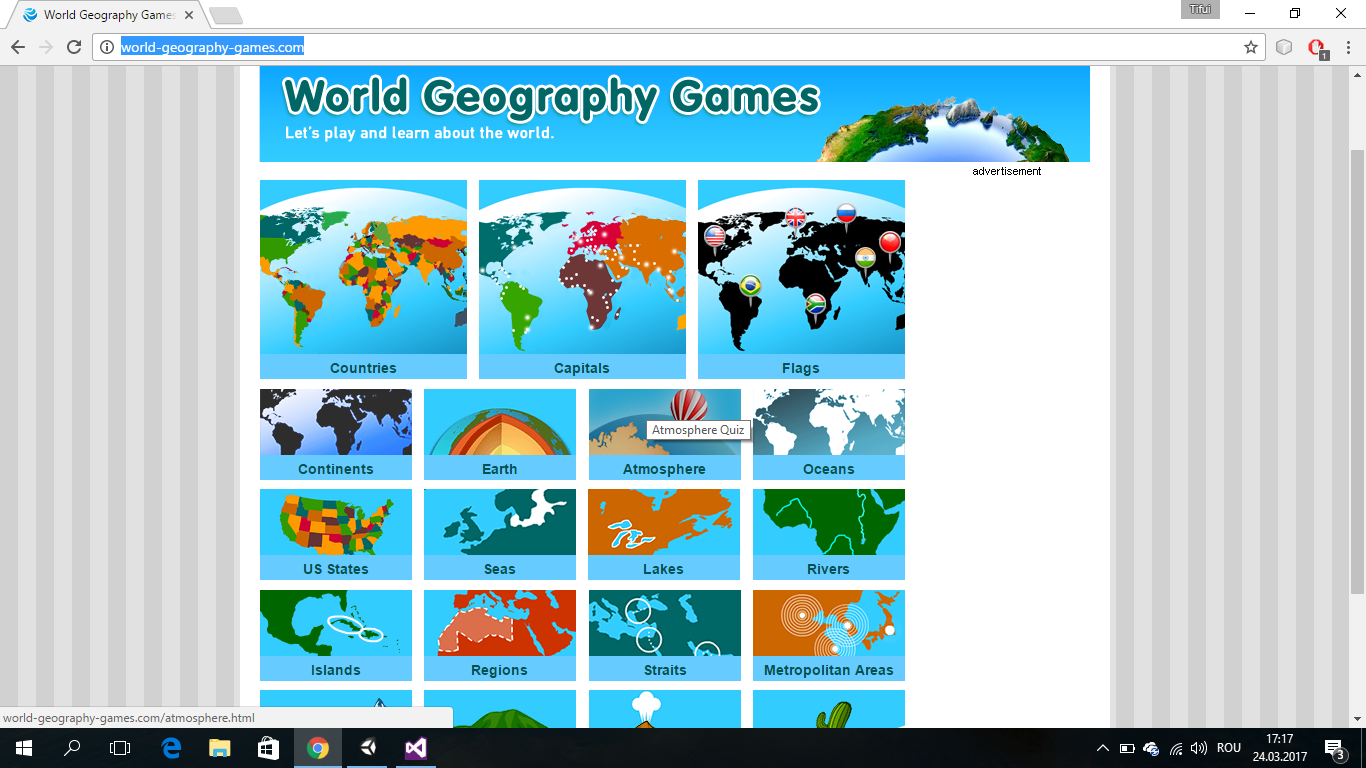 World Geography Games
Tifui
world-geography-games.com
1
World Geography Games
Let's play and learn about the world.
advertisement
Countries
Capitals
Flags
Atmosphere Quiz
Continents
Earth
Atmosphere
Oceans
US States
Seas
Lakes
Rivers
Islands
Regions
Straits
Metropolitan Areas
world-geography-games.com/atmosphere.html
ROU
17:17
24.03.2017
3